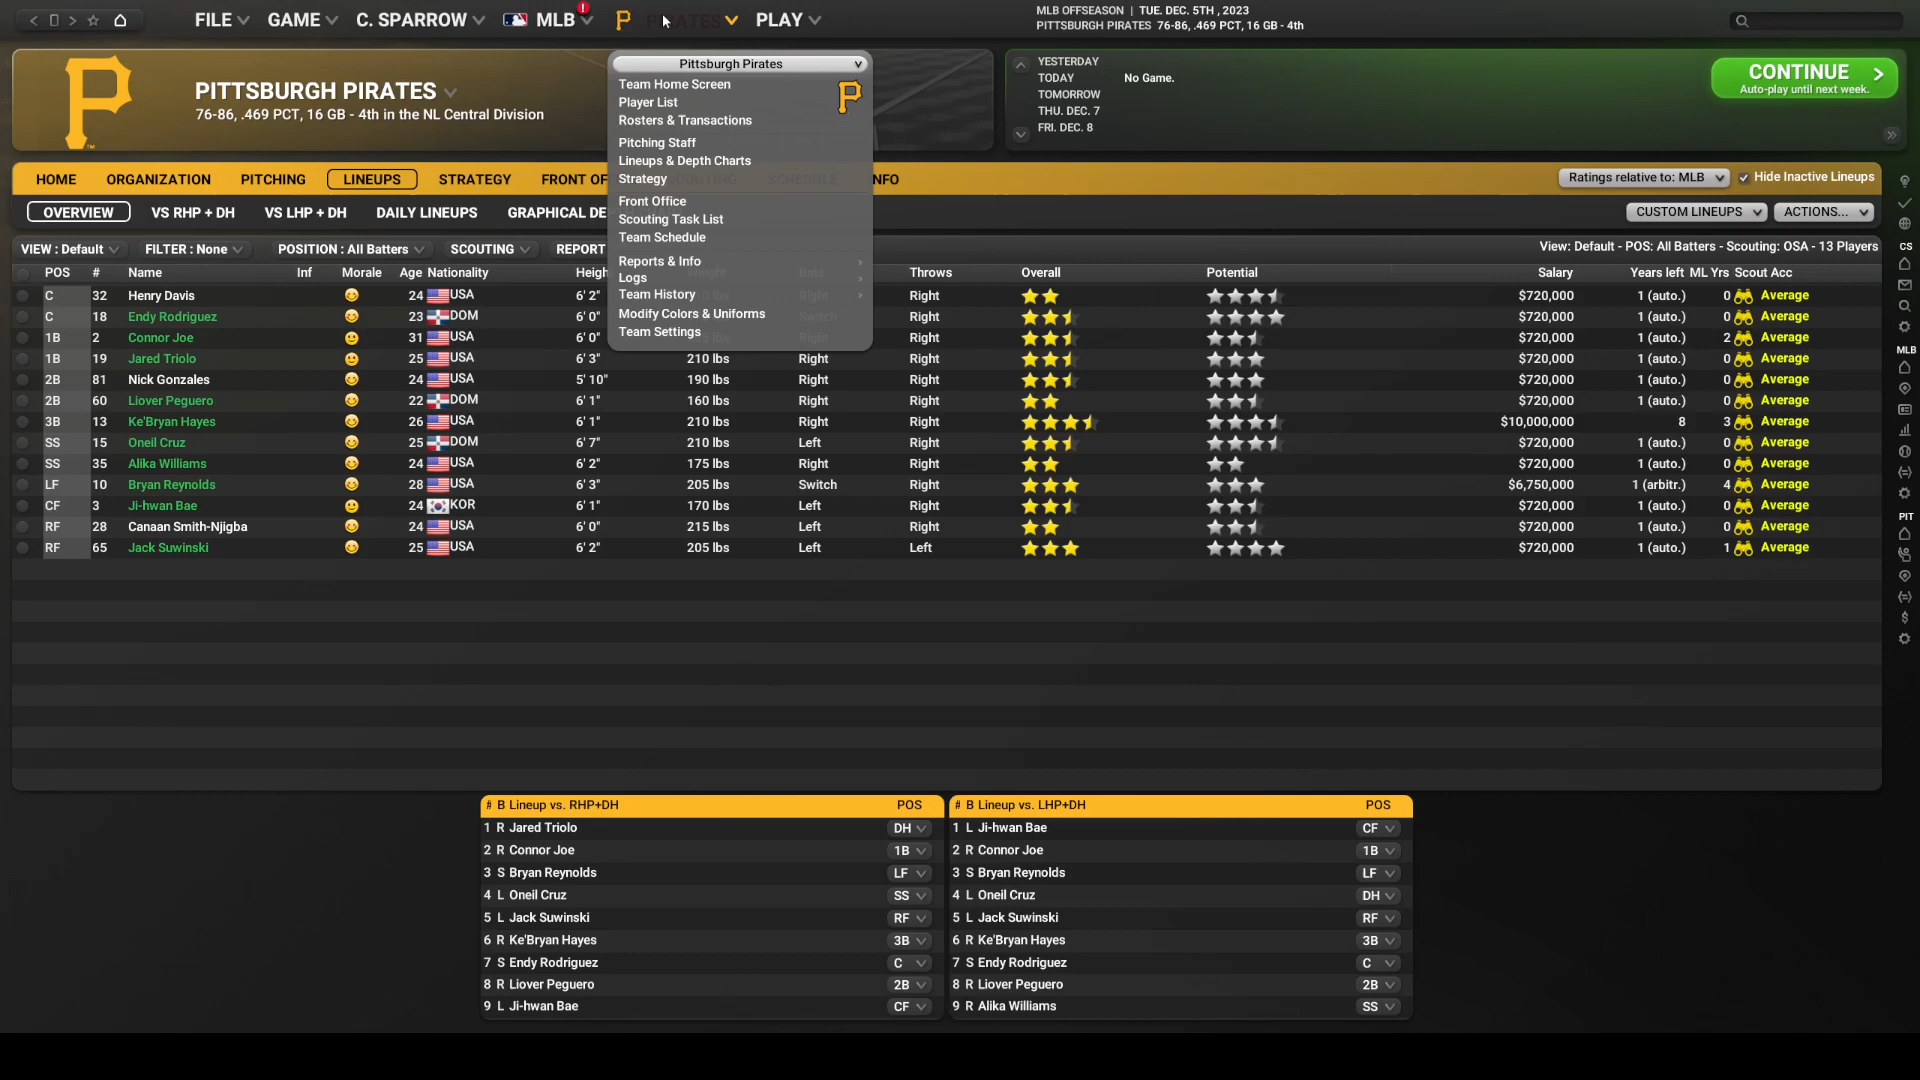 FILE GAME C. SPARROW MLB ! PIRATES PLAY
MLB OFFSEASON | TUE. DEC. 5TH , 2023
PITTSBURGH PIRATES 76-86, .469 PCT, 16 GB - 4th
PITTSBURGH PIRATES
76-86, .469 PCT, 16 GB - 4th in the NL Central Division
Pittsburgh Pirates
Team Home Screen
Player List
Rosters & Transactions
Pitching Staff
Lineups & Depth Charts
Strategy
Front Office
Scouting Task List
Team Schedule
Reports & Info
Logs
Team History
Modify Colors & Uniforms
Team Settings
YESTERDAY
TODAY No Game.
TOMORROW
THU. DEC. 7
FRI. DEC. 8
CONTINUE
Auto-play until next week.
HOME ORGANIZATION PITCHING LINEUPS STRATEGY FRONT OF SCHEDULE NFO
Ratings relative to: MLB Hide Inactive Lineups
OVERVIEW VS RHP + DH VS LHP + DH DAILY LINEUPS GRAPHICAL DE
CUSTOM LINEUPS ACTIONS...
VIEW : Default FILTER : None POSITION : All Batters SCOUTING REPORT
View: Default - POS: All Batters - Scouting: OSA - 13 Players
POS # Name Inf Morale Age Nationality Heigh Throws Overall Potential Salary Years left ML Yrs Scout Acc
C 32 Henry Davis 24 USA 6' 2" Right Right $720,000 1 (auto.) 0 Average
C 18 Endy Rodriguez 23 DOM 6' 0" Switch Right $720,000 1 (auto.) 0 Average
1B 2 Connor Joe 31 USA 6' 0" Right Right $720,000 1 (auto.) 2 Average
1B 19 Jared Triolo 25 USA 6' 3" 210 lbs Right Right $720,000 1 (auto.) 0 Average
2B 81 Nick Gonzales 24 USA 5' 10" 190 lbs Right Right $720,000 1 (auto.) 0 Average
2B 60 Liover Peguero 22 DOM 6' 1" 160 lbs Right Right $720,000 1 (auto.) 0 Average
3B 13 Ke'Bryan Hayes 26 USA 6' 1" 210 lbs Right Right $10,000,000 8 3 Average
SS 15 Oneil Cruz 25 DOM 6' 7" 210 lbs Left Right $720,000 1 (auto.) 0 Average
SS 35 Alika Williams 24 USA 6' 2" 175 lbs Right Right $720,000 1 (auto.) 0 Average
LF 10 Bryan Reynolds 28 USA 6' 3" 205 lbs Switch Right $6,750,000 1 (arbitr.) 4 Average
CF 3 Ji-hwan Bae 24 KOR 6' 1" 170 lbs Left Right $720,000 1 (auto.) 0 Average
RF 28 Canaan Smith-Njigba 24 USA 6' 0" 215 lbs Left Right $720,000 1 (auto.) 0 Average
RF 65 Jack Suwinski 25 USA 6' 2" 205 lbs Left Left $720,000 1 (auto.) 1 Average
CS
MLB
PIT
# B Lineup vs. RHP+DH POS
1 R Jared Triolo DH
2 R Connor Joe 1B
3 S Bryan Reynolds LF
4 L Oneil Cruz SS
5 L Jack Suwinski RF
6 R Ke'Bryan Hayes 3B
7 S Endy Rodriguez C
8 R Liover Peguero 2B
9 L Ji-hwan Bae CF
# B Lineup vs. LHP+DH POS
1 L Ji-hwan Bae CF
2 R Connor Joe 1B
3 S Bryan Reynolds LF
4 L Oneil Cruz DH
5 L Jack Suwinski RF
6 R Ke'Bryan Hayes 3B
7 S Endy Rodriguez C
8 R Liover Peguero 2B
9 R Alika Williams SS